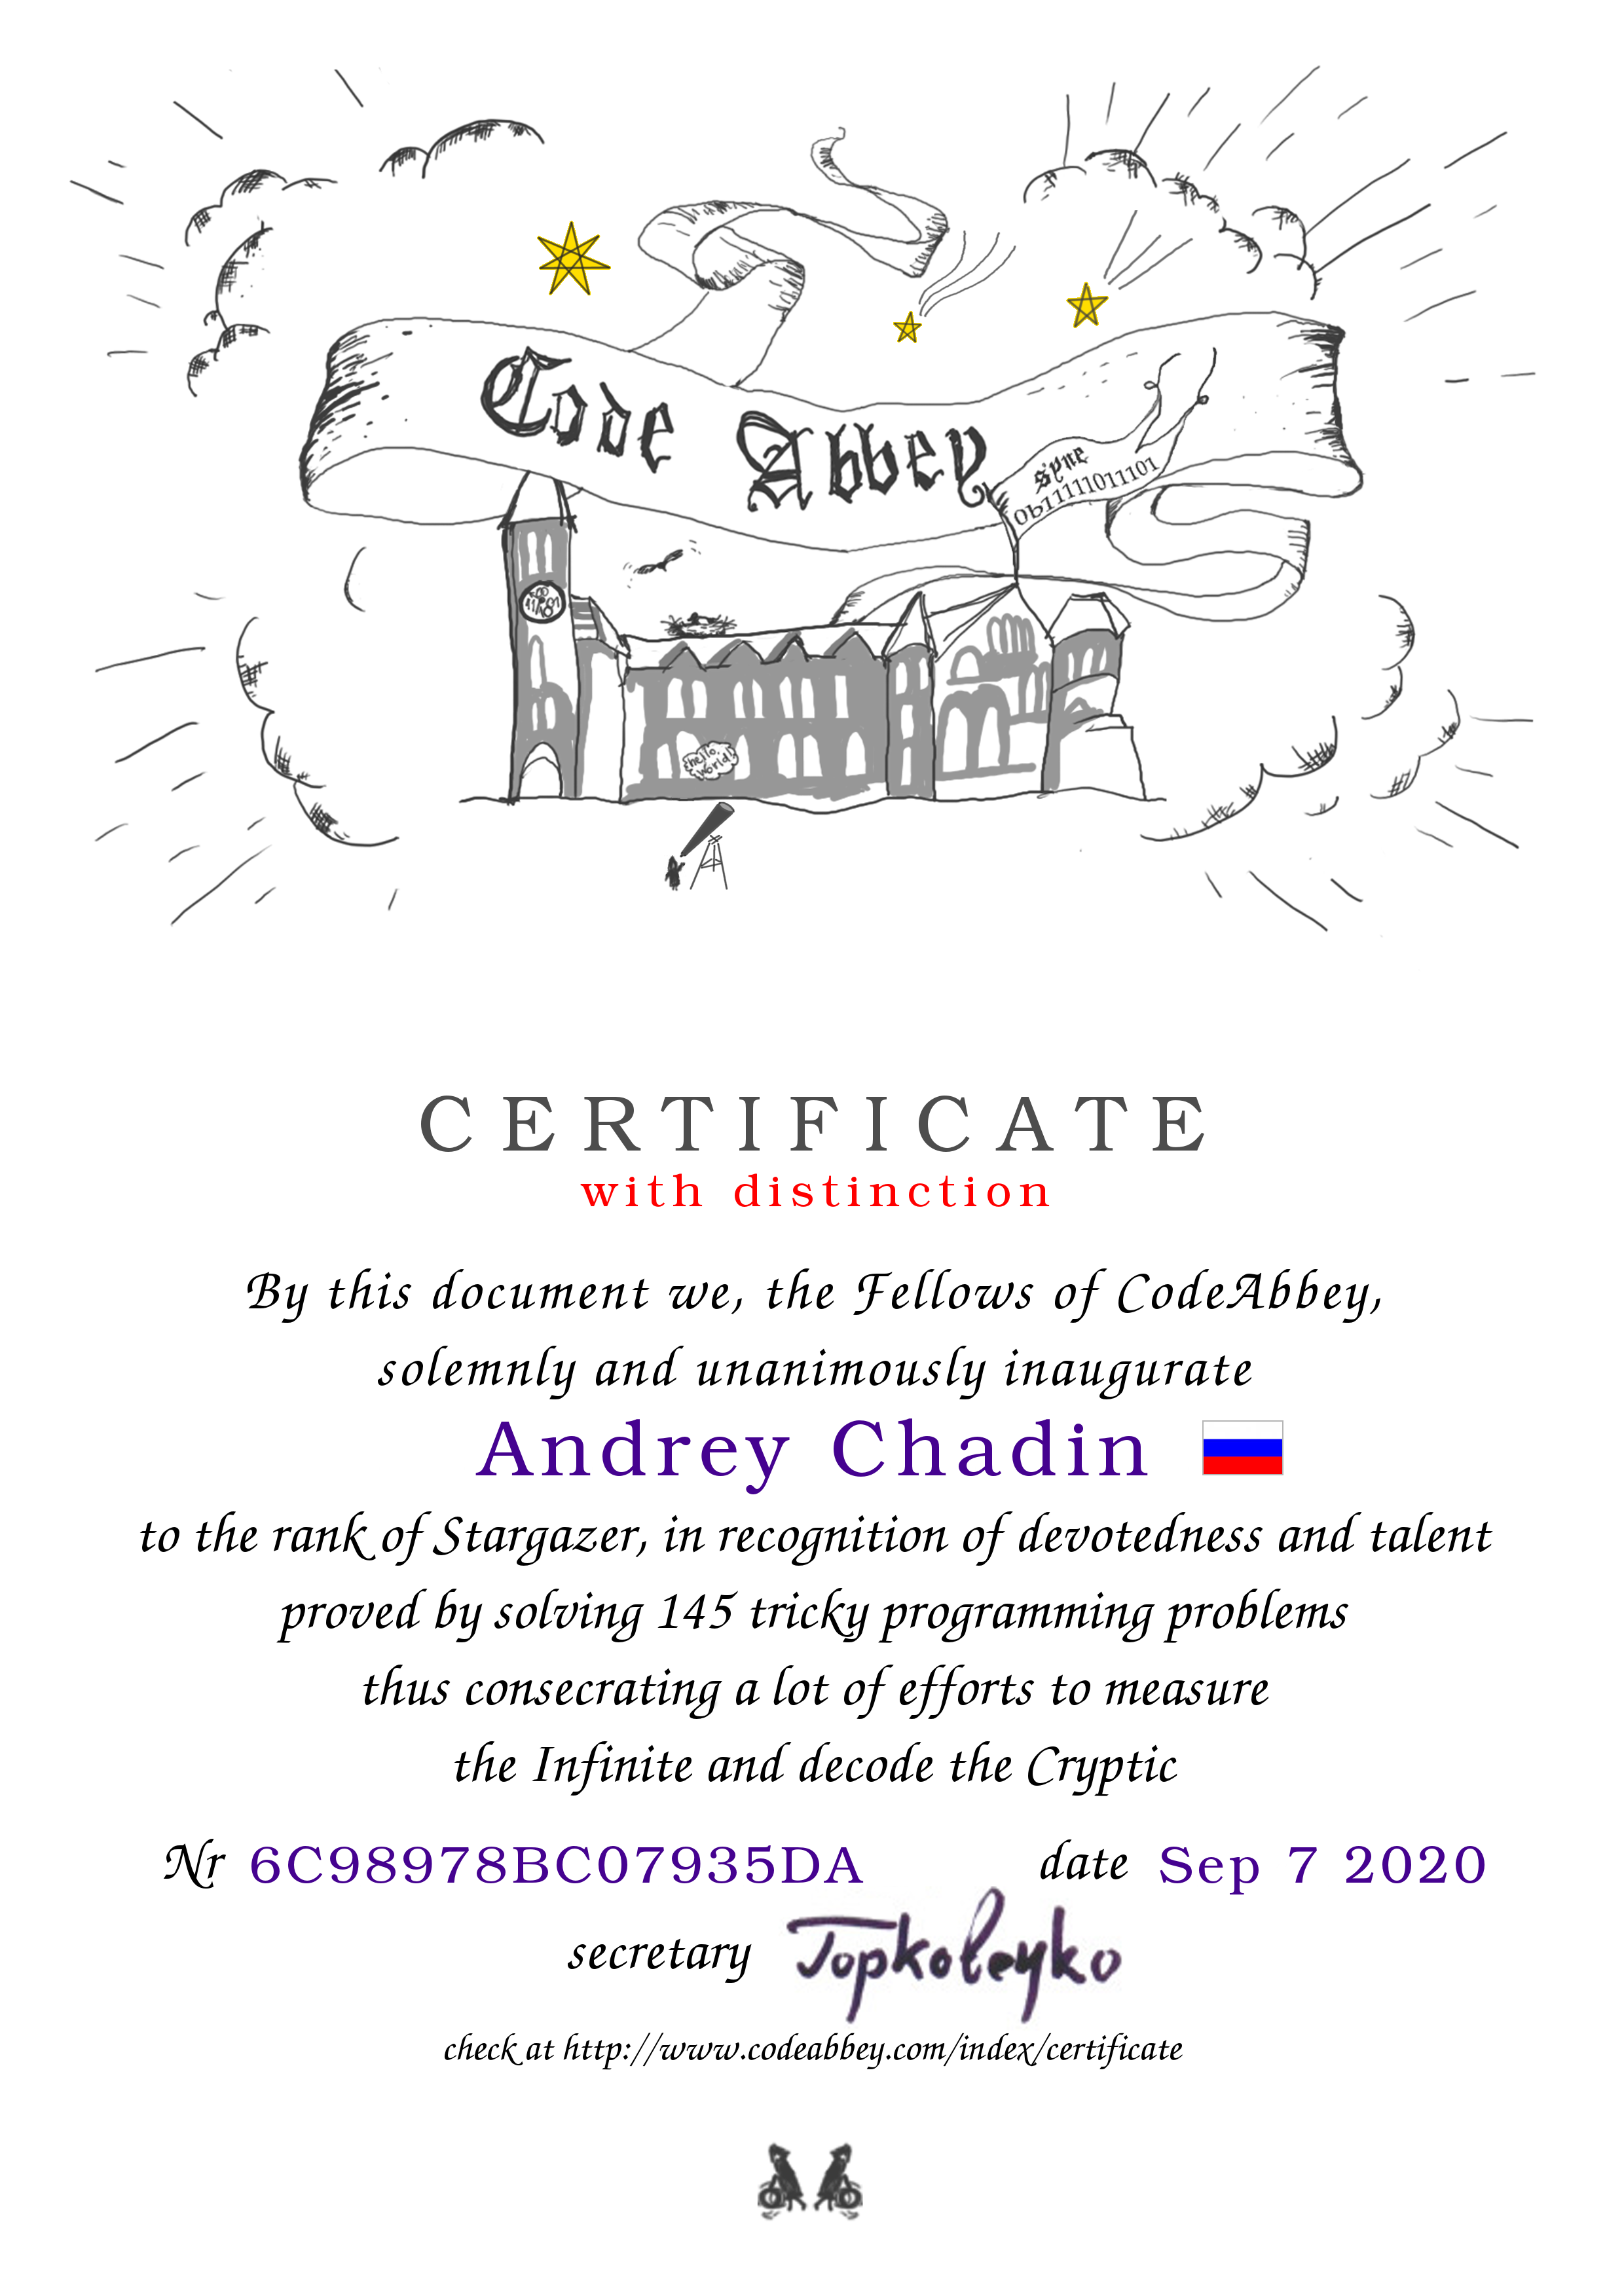 Code Abbey
syne
0b11111011101
hello,
world!
CERTIFICATE
with distinction
By this document we, the Fellows of CodeAbbey,
solemnly and unanimously inaugurate
Andrey Chadin
to the rank of Stargazer, in recognition of devotedness and talent
proved by solving 145 tricky programming problems
thus consecrating a lot of efforts to measure
the Infinite and decode the Cryptic
Nr 6C98978BC07935DA date Sep 7 2020
secretary Topkoleyko
check at http://www.codeabbey.com/index/certificate